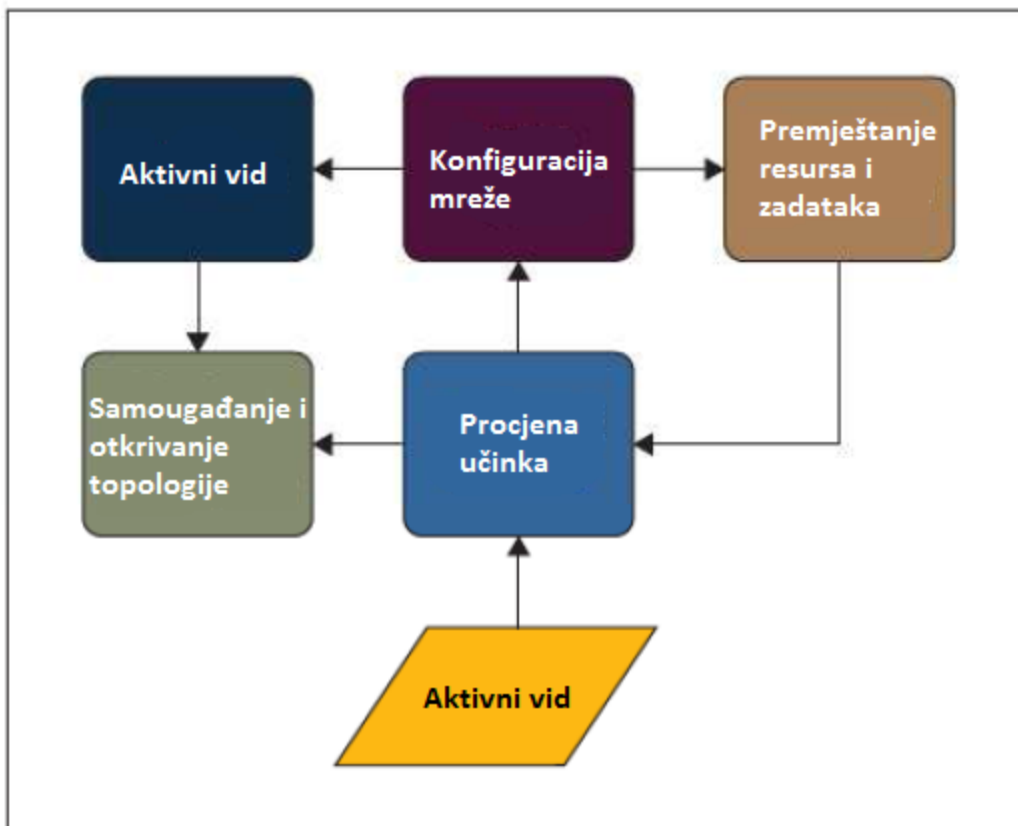 Aktivni vid
Konfiguracija
mreže
Premještanje
resursa i
zadataka
Samougađanje i
otkrivanje
topologije
Procjena
učinka
Aktivni vid